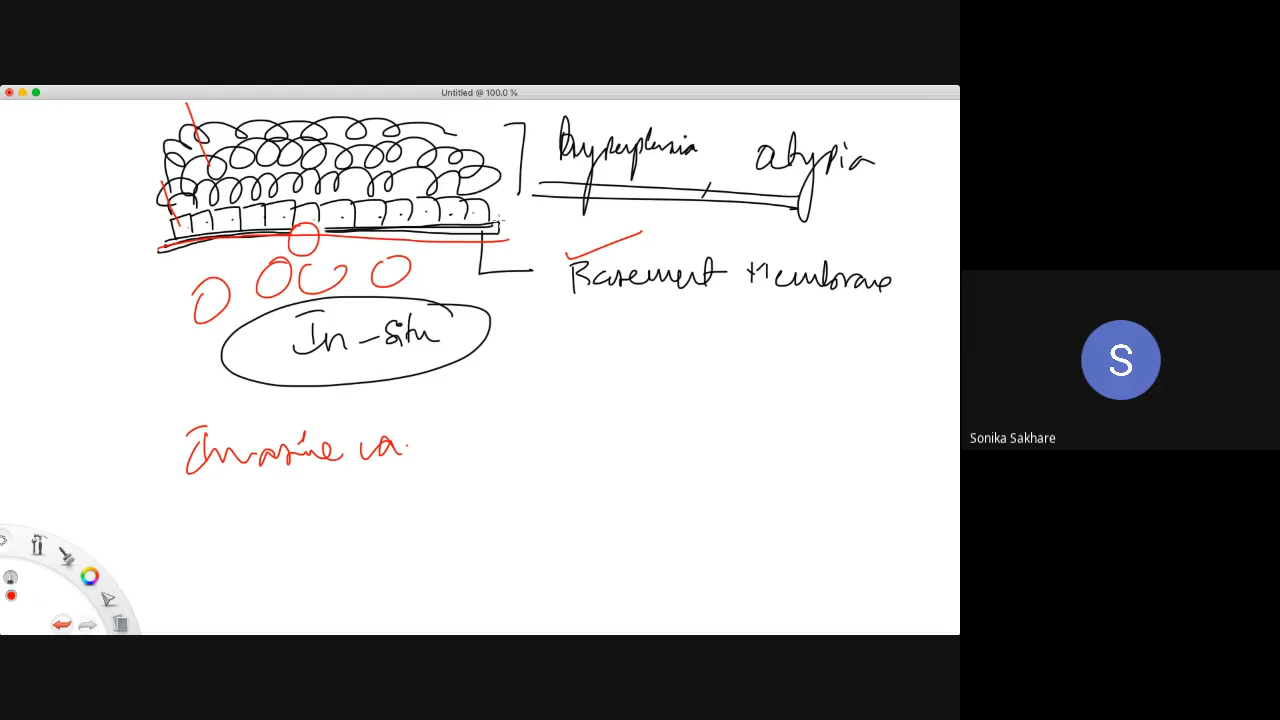 Untitled @ 100.0 %
Hyperplasia atypia
Basement Membrane
In-situ
Invasive ca.
S
Sonika Sakhare